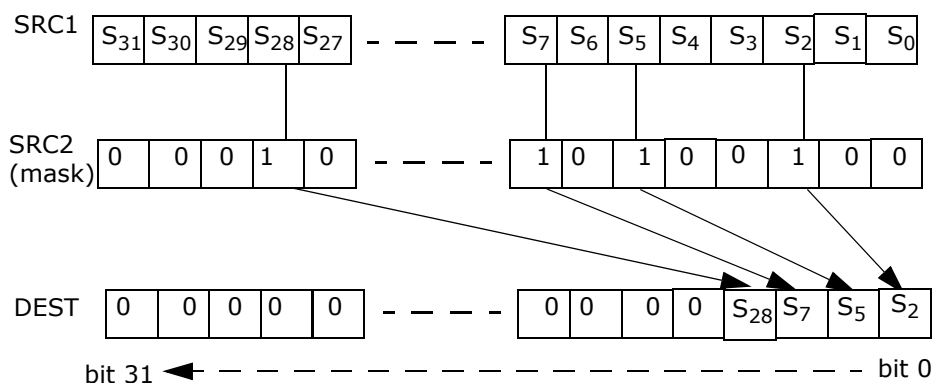 SRC1 S31 S30 S29 S28 S27 S7 S6 S5 S4 S3 S2 S1 S0
SRC2 0 0 0 1 0 1 0 1 0 0 1 0 0
(mask)
DEST 0 0 0 0 0 0 0 0 0 S28 S7 S5 S2
bit 31 bit 0